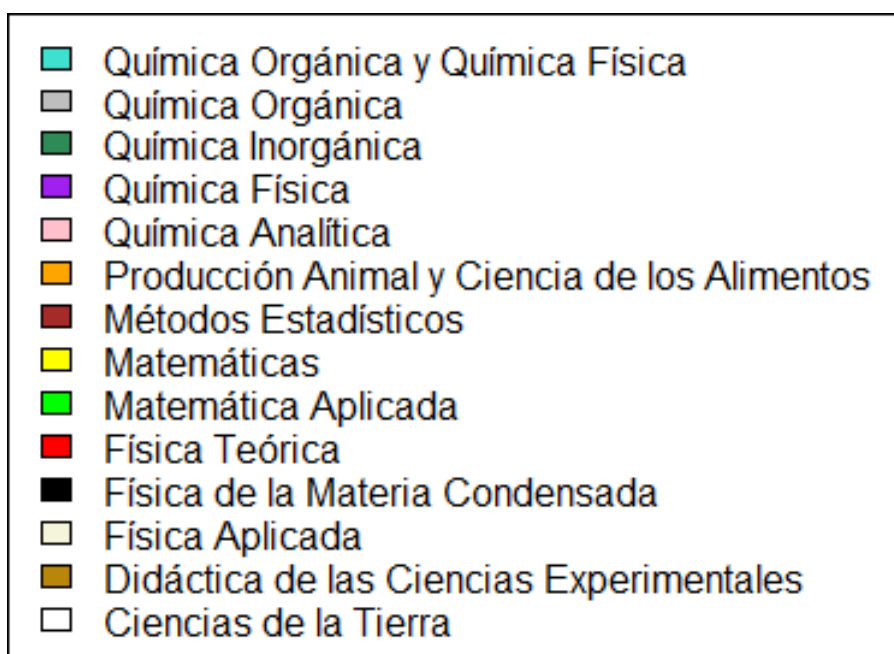 Química Orgánica y Química Física
Química Orgánica
Química Inorgánica
Química Física
Química Analítica
Producción Animal y Ciencia de los Alimentos
Métodos Estadísticos
Matemáticas
Matemática Aplicada
Física Teórica
Física de la Materia Condensada
Física Aplicada
Didáctica de las Ciencias Experimentales
Ciencias de la Tierra